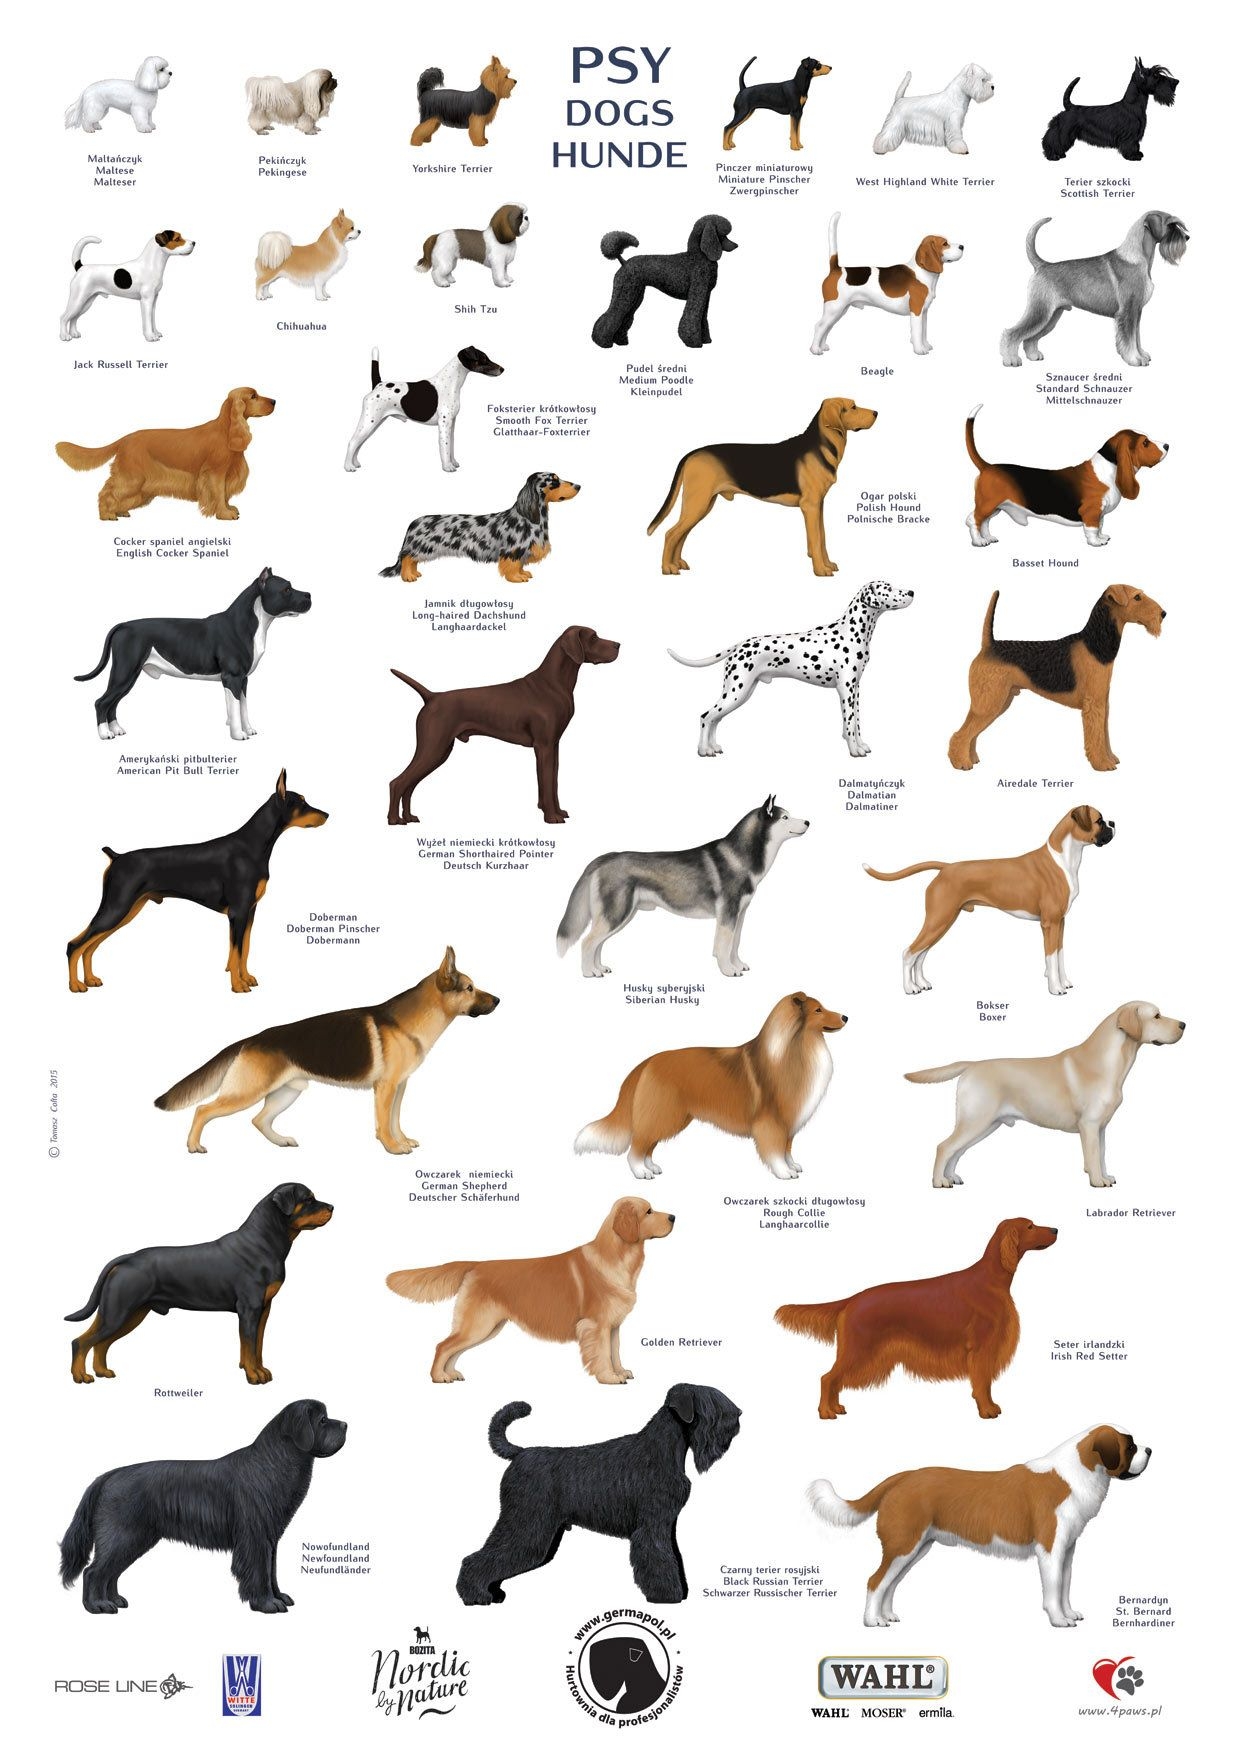 PSY
DOGS
HUNDE
Maltańczyk
Maltese
Malteser
Pekińczyk
Pekingese
Yorkshire Terrier
Pinczer miniaturowy
Miniature Pinscher
Zwergpinscher
West Highland White Terrier
Terier szkocki
Scottish Terrier
Jack Russell Terrier
Chihuahua
Shih Tzu
Pudel średni
Medium Poodle
Kleinpudel
Beagle
Sznaucer średni
Standard Schnauzer
Mittelschnauzer
Foksterier krótkowłosy
Smooth Fox Terrier
Glatthaar-Foxterrier
Cocker spaniel angielski
English Cocker Spaniel
Ogar polski
Polish Hound
Polnische Bracke
Basset Hound
Jamnik długowłosy
Long-haired Dachshund
Langhaardackel
Amerykański pitbulterier
American Pit Bull Terrier
Dalmatyńczyk
Dalmatian
Dalmatiner
Airedale Terrier
Wyżeł niemiecki krótkowłosy
German Shorthaired Pointer
Deutsch Kurzhaar
Doberman
Doberman Pinscher
Dobermann
Husky syberyjski
Siberian Husky
Bokser
Boxer
© Tomasz Cofta 2015
Owczarek niemiecki
German Shepherd
Deutscher Schäferhund
Owczarek szkocki długowłosy
Rough Collie
Langhaarcollie
Labrador Retriever
Rottweiler
Golden Retriever
Seter irlandzki
Irish Red Setter
Nowofundland
Newfoundland
Neufundländer
Czarny terier rosyjski
Black Russian Terrier
Schwarzer Russischer Terrier
Bernardyn
St. Bernard
Bernhardiner
ROSE LINE
WITTE
SOLINGEN
GERMANY
BOZITA
Nordic
by Nature
www.germapol.pl
Hurtownia dla profesjonalistów
WAHL®
WAHL® MOSER® ermila.
www.4paws.pl